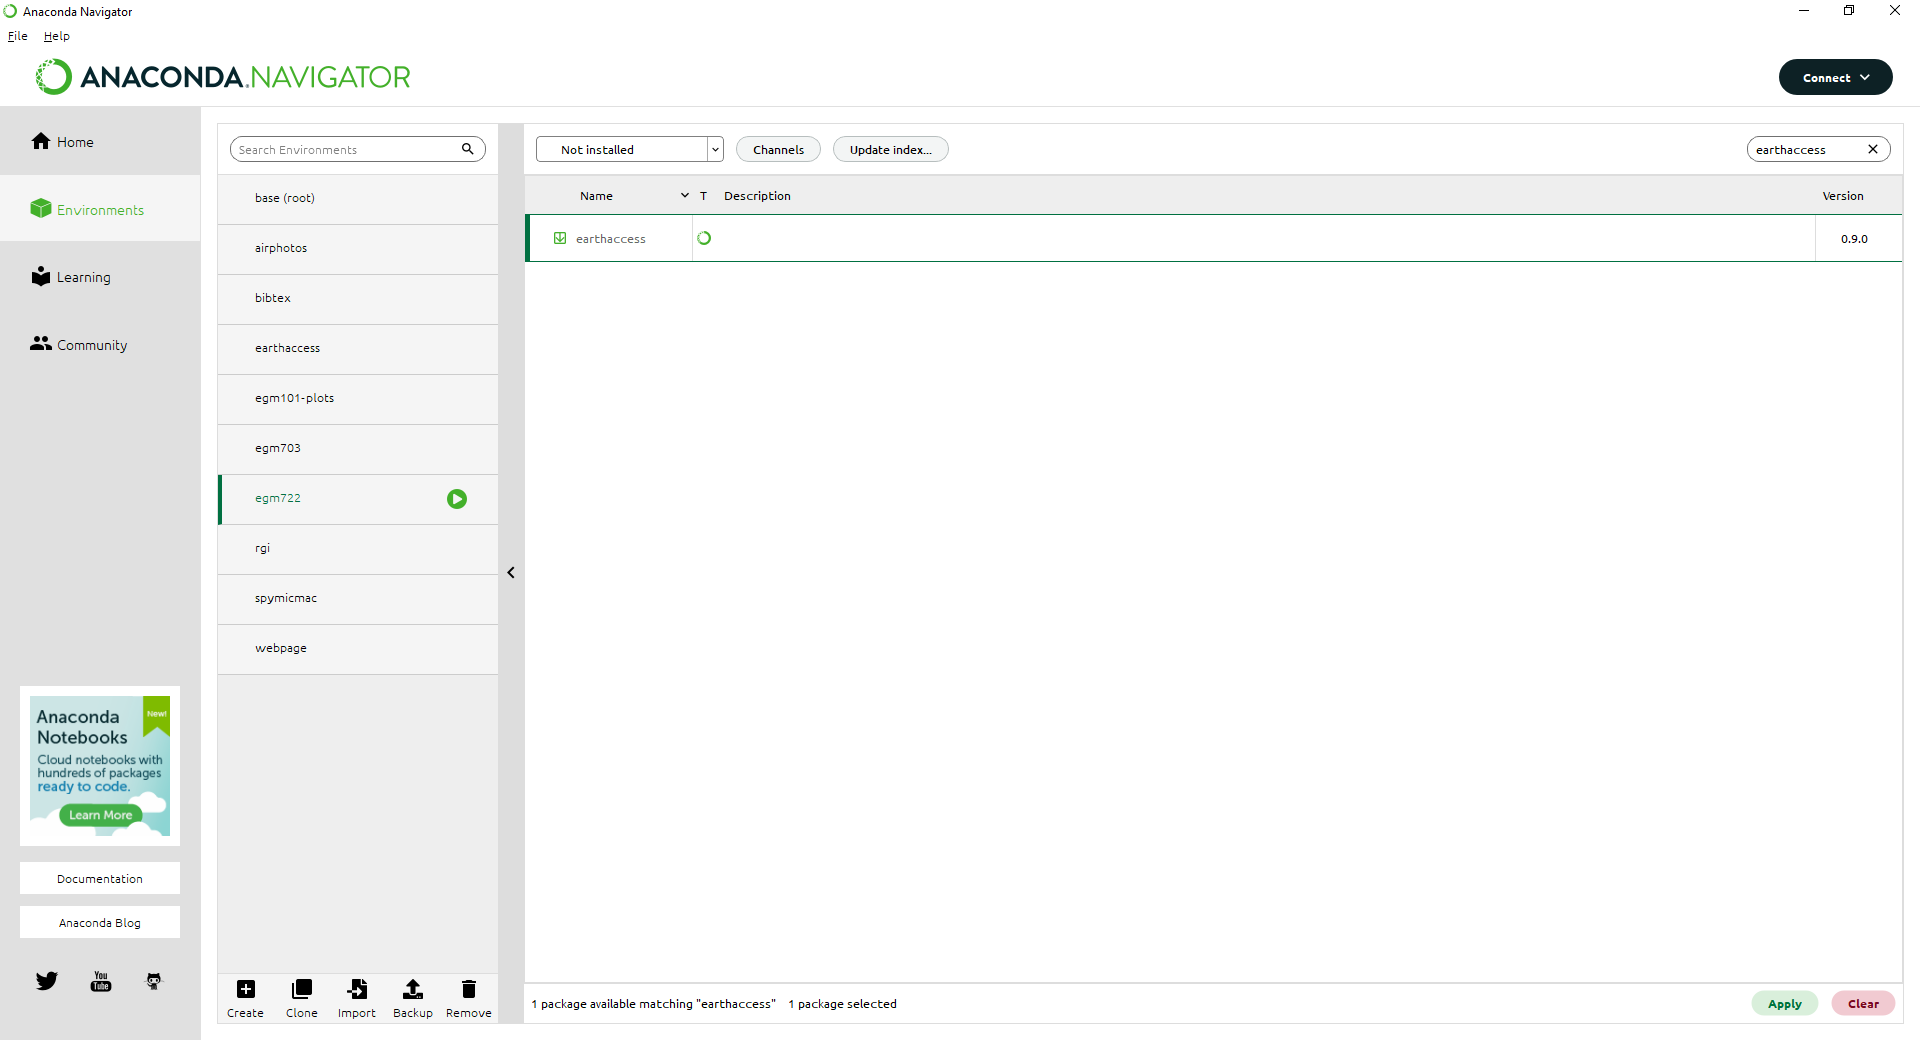 Anaconda Navigator
File Help
ANACONDA.NAVIGATOR
Connect
Home
Environments
Learning
Community
Anaconda
Notebooks
New!
Cloud notebooks with
hundreds of packages
ready to code.
Learn More
Documentation
Anaconda Blog
You
Tube
Search Environments
base (root)
airphotos
bibtex
earthaccess
egm101-plots
egm703
egm722
rgi
spymicmac
webpage
Create Clone Import Backup Remove
Not installed Channels Update index... earthaccess
Name T Description Version
earthaccess 0.9.0
1 package available matching "earthaccess" 1 package selected
Apply Clear